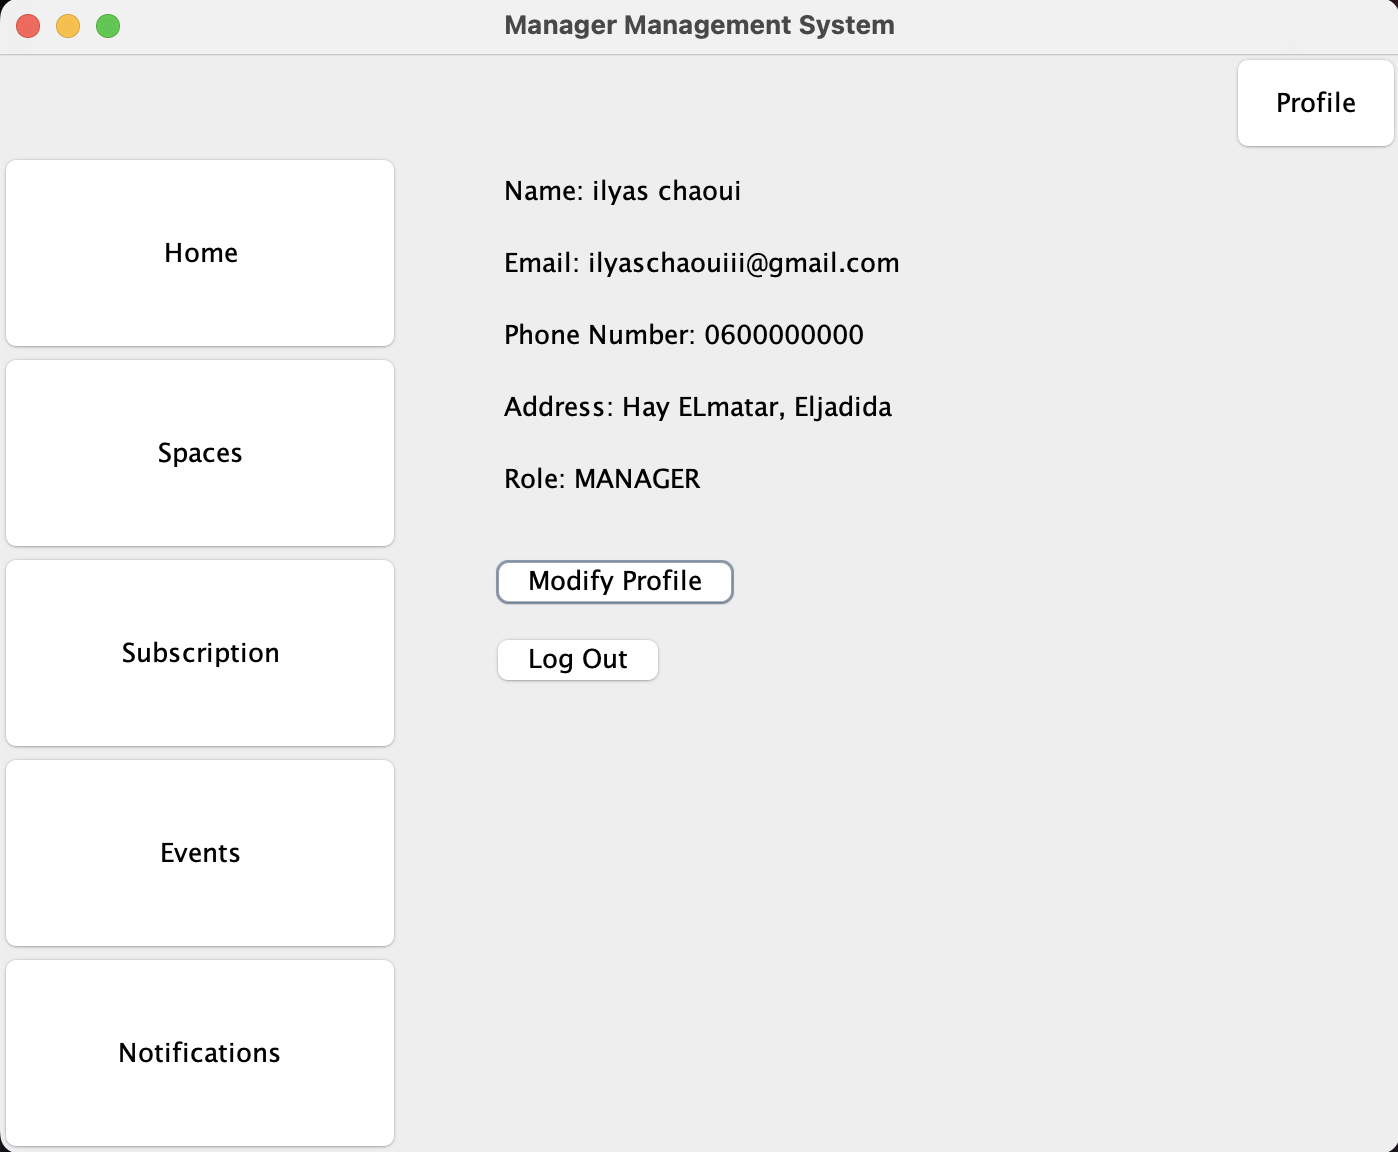 Manager Management System
Profile
Home
Spaces
Subscription
Events
Notifications
Name: ilyas chaoui
Email: ilyaschaouiii@gmail.com
Phone Number: 0600000000
Address: Hay ELmatar, Eljadida
Role: MANAGER
Modify Profile
Log Out